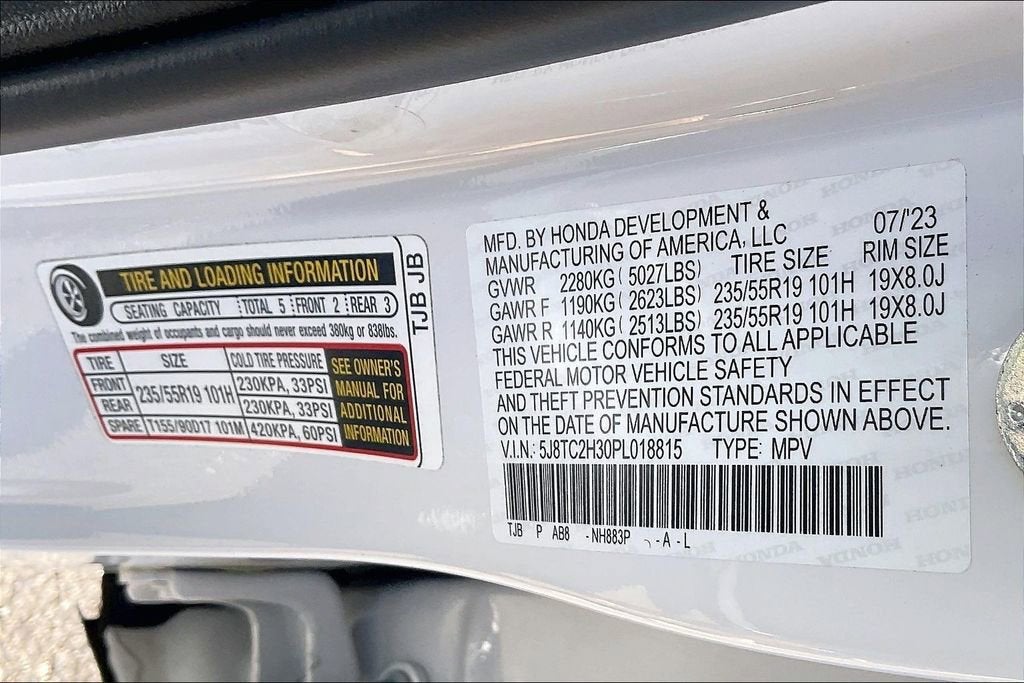 TIRE AND LOADING INFORMATION
SEATING CAPACITY TOTAL 5 FRONT 2 REAR 3
The combined weight of occupants and cargo should never exceed 380kg or 838lbs.
TIRE SIZE COLD TIRE PRESSURE
FRONT 235/55R19 101H 230KPA, 33PSI
REAR 230KPA, 33PSI
SPARE T155/90D17 101M 420KPA, 60PSI
SEE OWNER'S
MANUAL FOR
ADDITIONAL
INFORMATION
TJB JB
MFD. BY HONDA DEVELOPMENT &
MANUFACTURING OF AMERICA, LLC 07/'23
GVWR 2280KG (5027LBS) TIRE SIZE RIM SIZE
GAWR F 1190KG (2623LBS) 235/55R19 101H 19X8.0J
GAWR R 1140KG (2513LBS) 235/55R19 101H 19X8.0J
THIS VEHICLE CONFORMS TO ALL APPLICABLE
FEDERAL MOTOR VEHICLE SAFETY
AND THEFT PREVENTION STANDARDS IN EFFECT
ON THE DATE OF MANUFACTURE SHOWN ABOVE.
V.I.N: 5J8TC2H30PL018815 TYPE: MPV
TJB P AB8 -NH883P -A-L